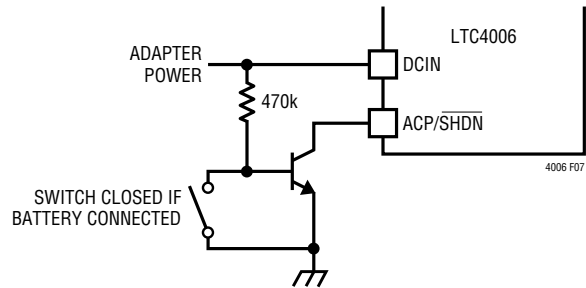 LTC4006
ADAPTER
POWER
DCIN
470k
ACP/SHDN
4006 F07
SWITCH CLOSED IF
BATTERY CONNECTED